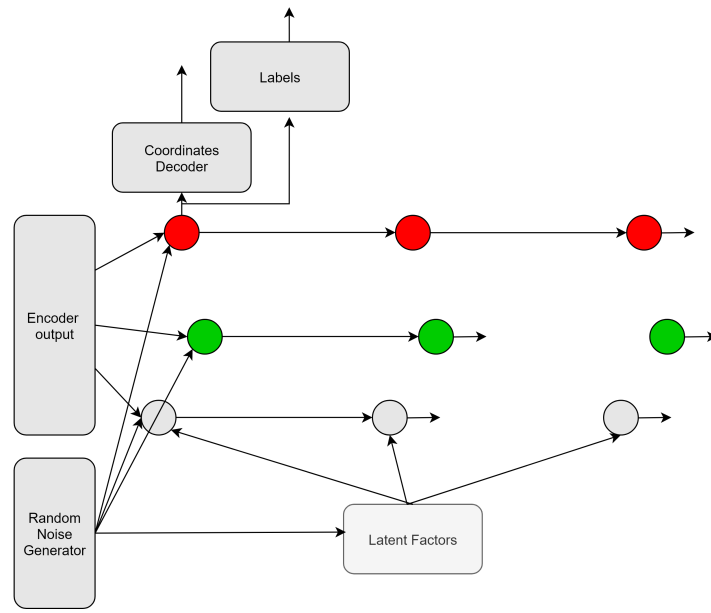 Labels
Coordinates
Decoder
Encoder
output
Random
Noise
Generator
Latent Factors